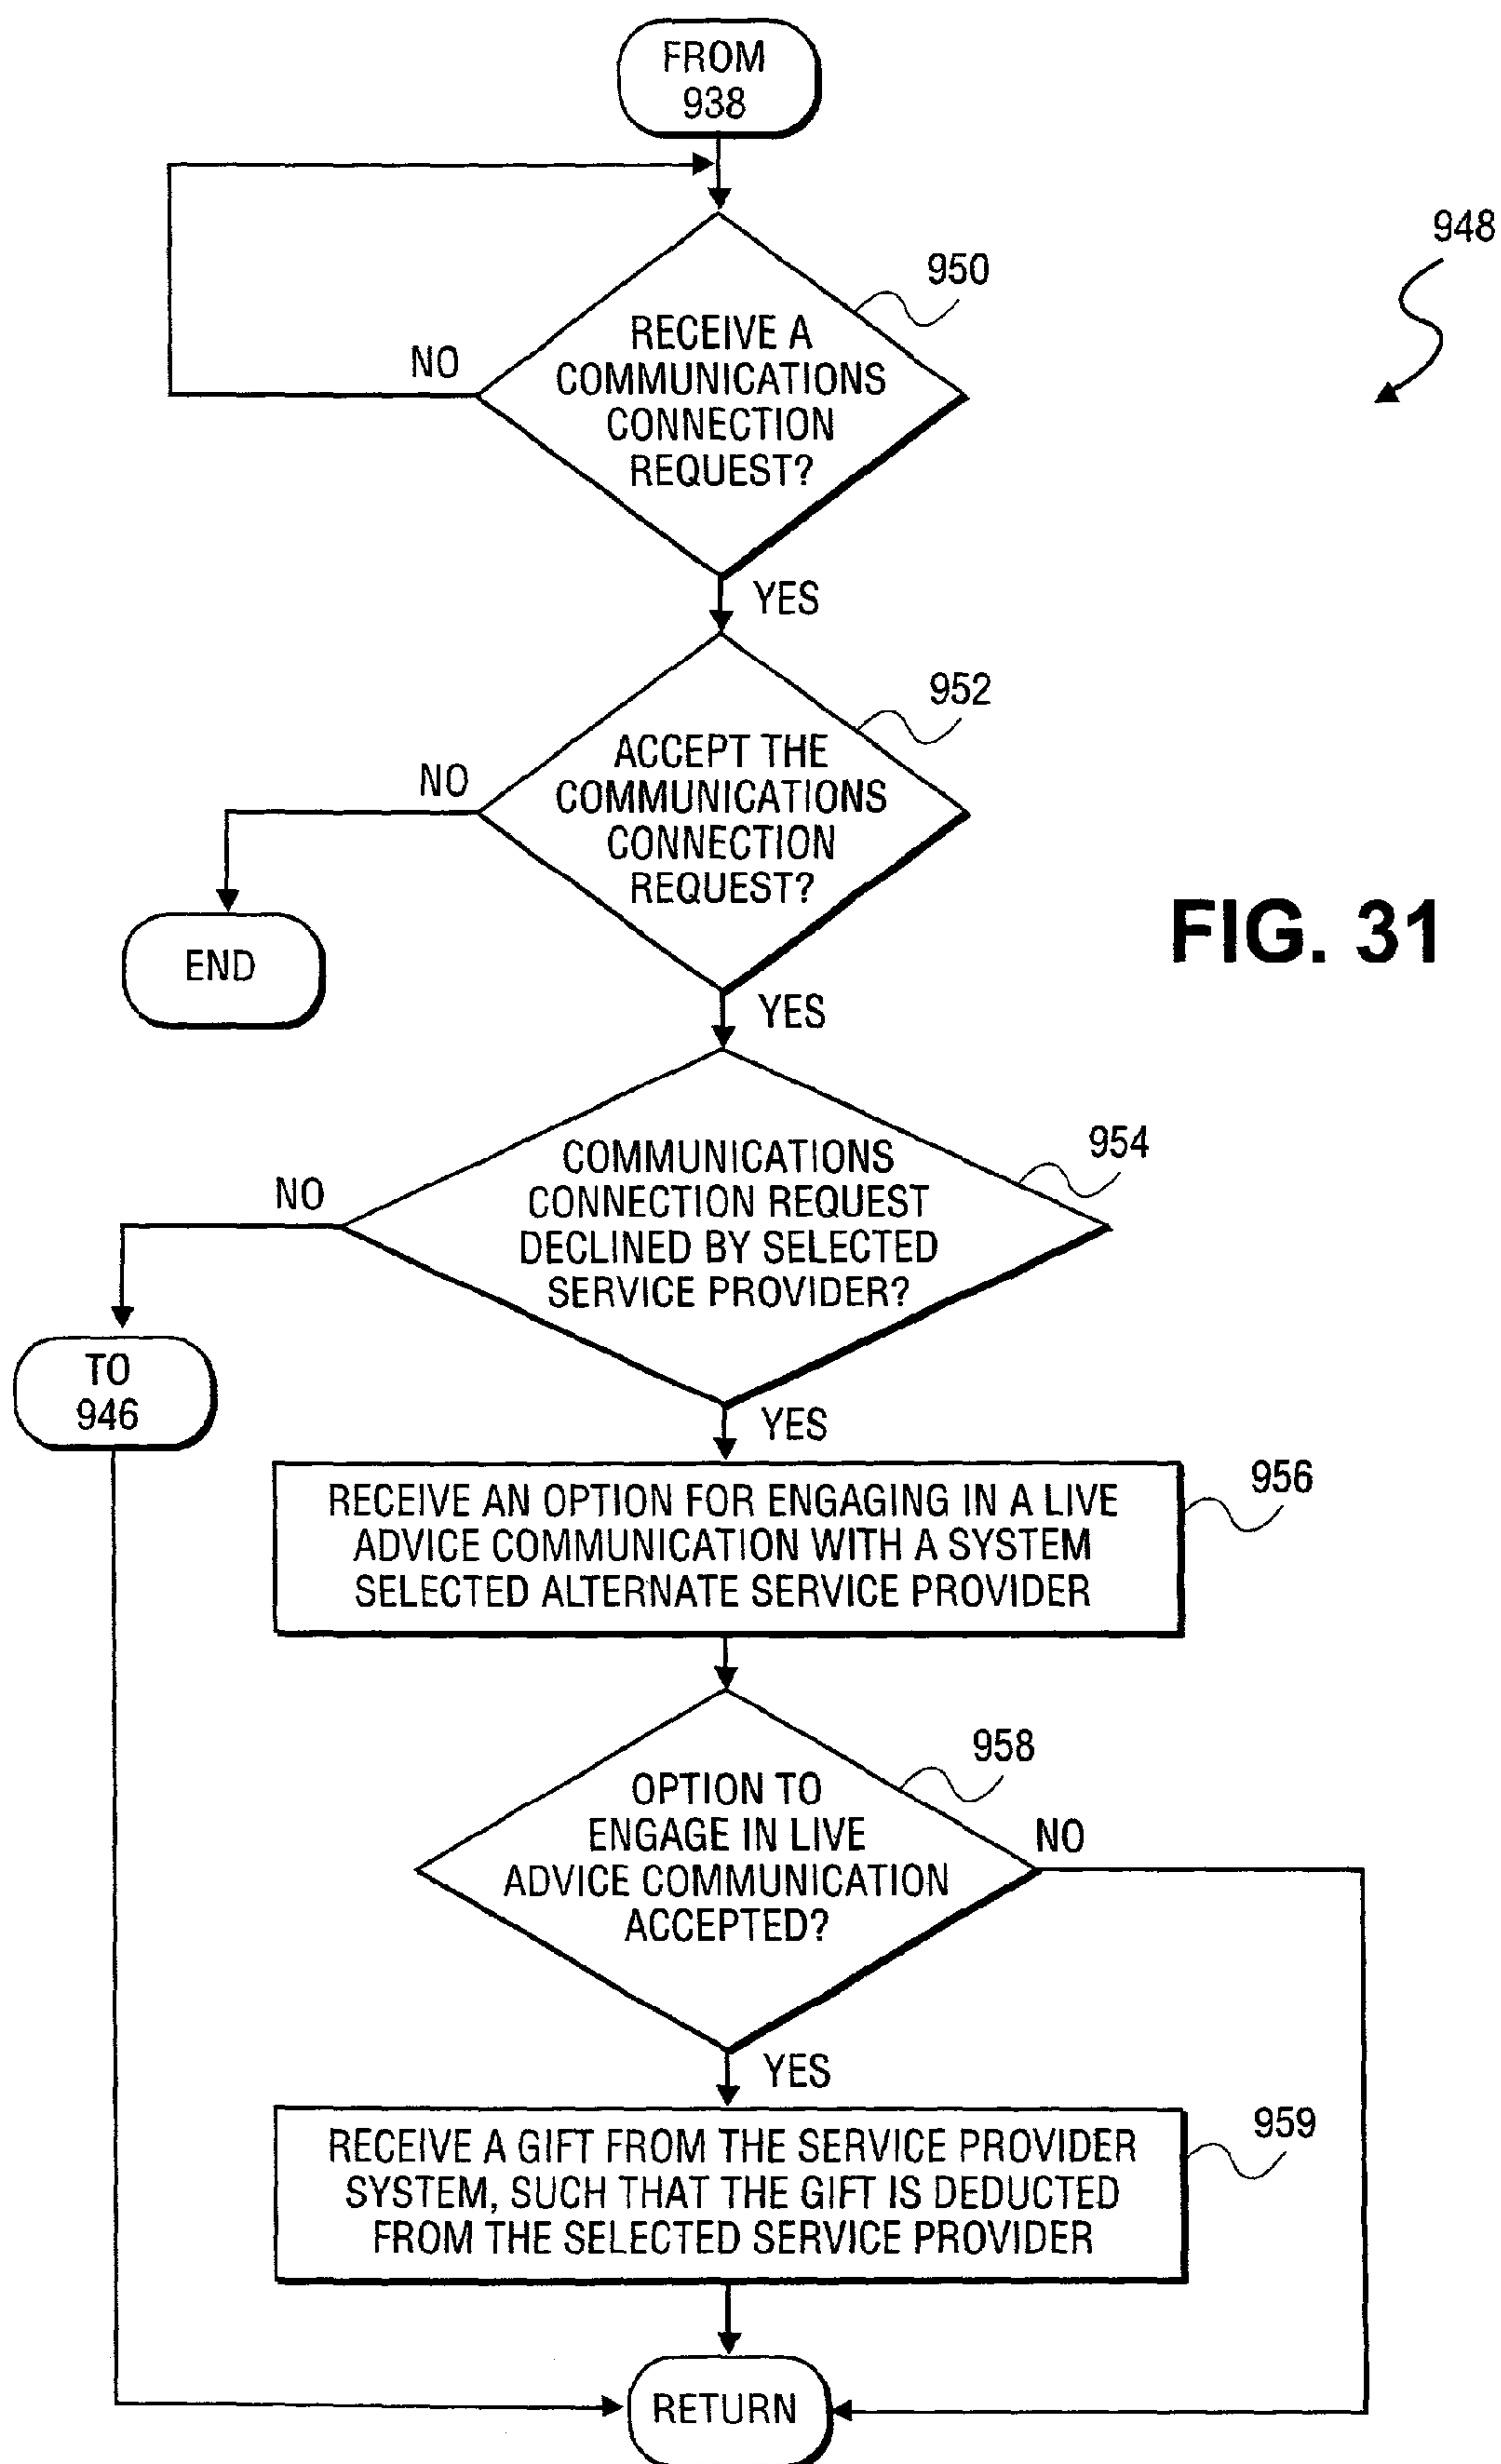 FROM
938
948
950
RECEIVE A
COMMUNICATIONS
CONNECTION
REQUEST?
NO
YES
952
ACCEPT THE
COMMUNICATIONS
CONNECTION
REQUEST?
NO
END
FIG. 31
YES
954
COMMUNICATIONS
CONNECTION REQUEST
DECLINED BY SELECTED
SERVICE PROVIDER?
NO
TO
946
YES
956
RECEIVE AN OPTION FOR ENGAGING IN A LIVE
ADVICE COMMUNICATION WITH A SYSTEM
SELECTED ALTERNATE SERVICE PROVIDER
958
OPTION TO
ENGAGE IN LIVE
ADVICE COMMUNICATION
ACCEPTED?
NO
YES
959
RECEIVE A GIFT FROM THE SERVICE PROVIDER
SYSTEM, SUCH THAT THE GIFT IS DEDUCTED
FROM THE SELECTED SERVICE PROVIDER
RETURN